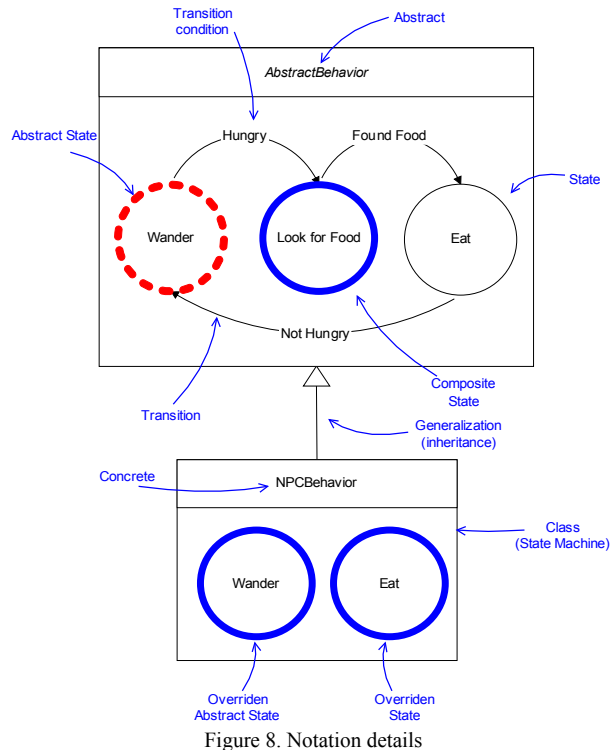 Transition
condition
Abstract
AbstractBehavior
Abstract State
Hungry
Found Food
State
Wander
Look for Food
Eat
Not Hungry
Transition
Composite
State
Generalization
(inheritance)
Concrete
NPCBehavior
Class
(State Machine)
Wander
Eat
Overriden
Abstract State
Overriden
State
Figure 8. Notation details